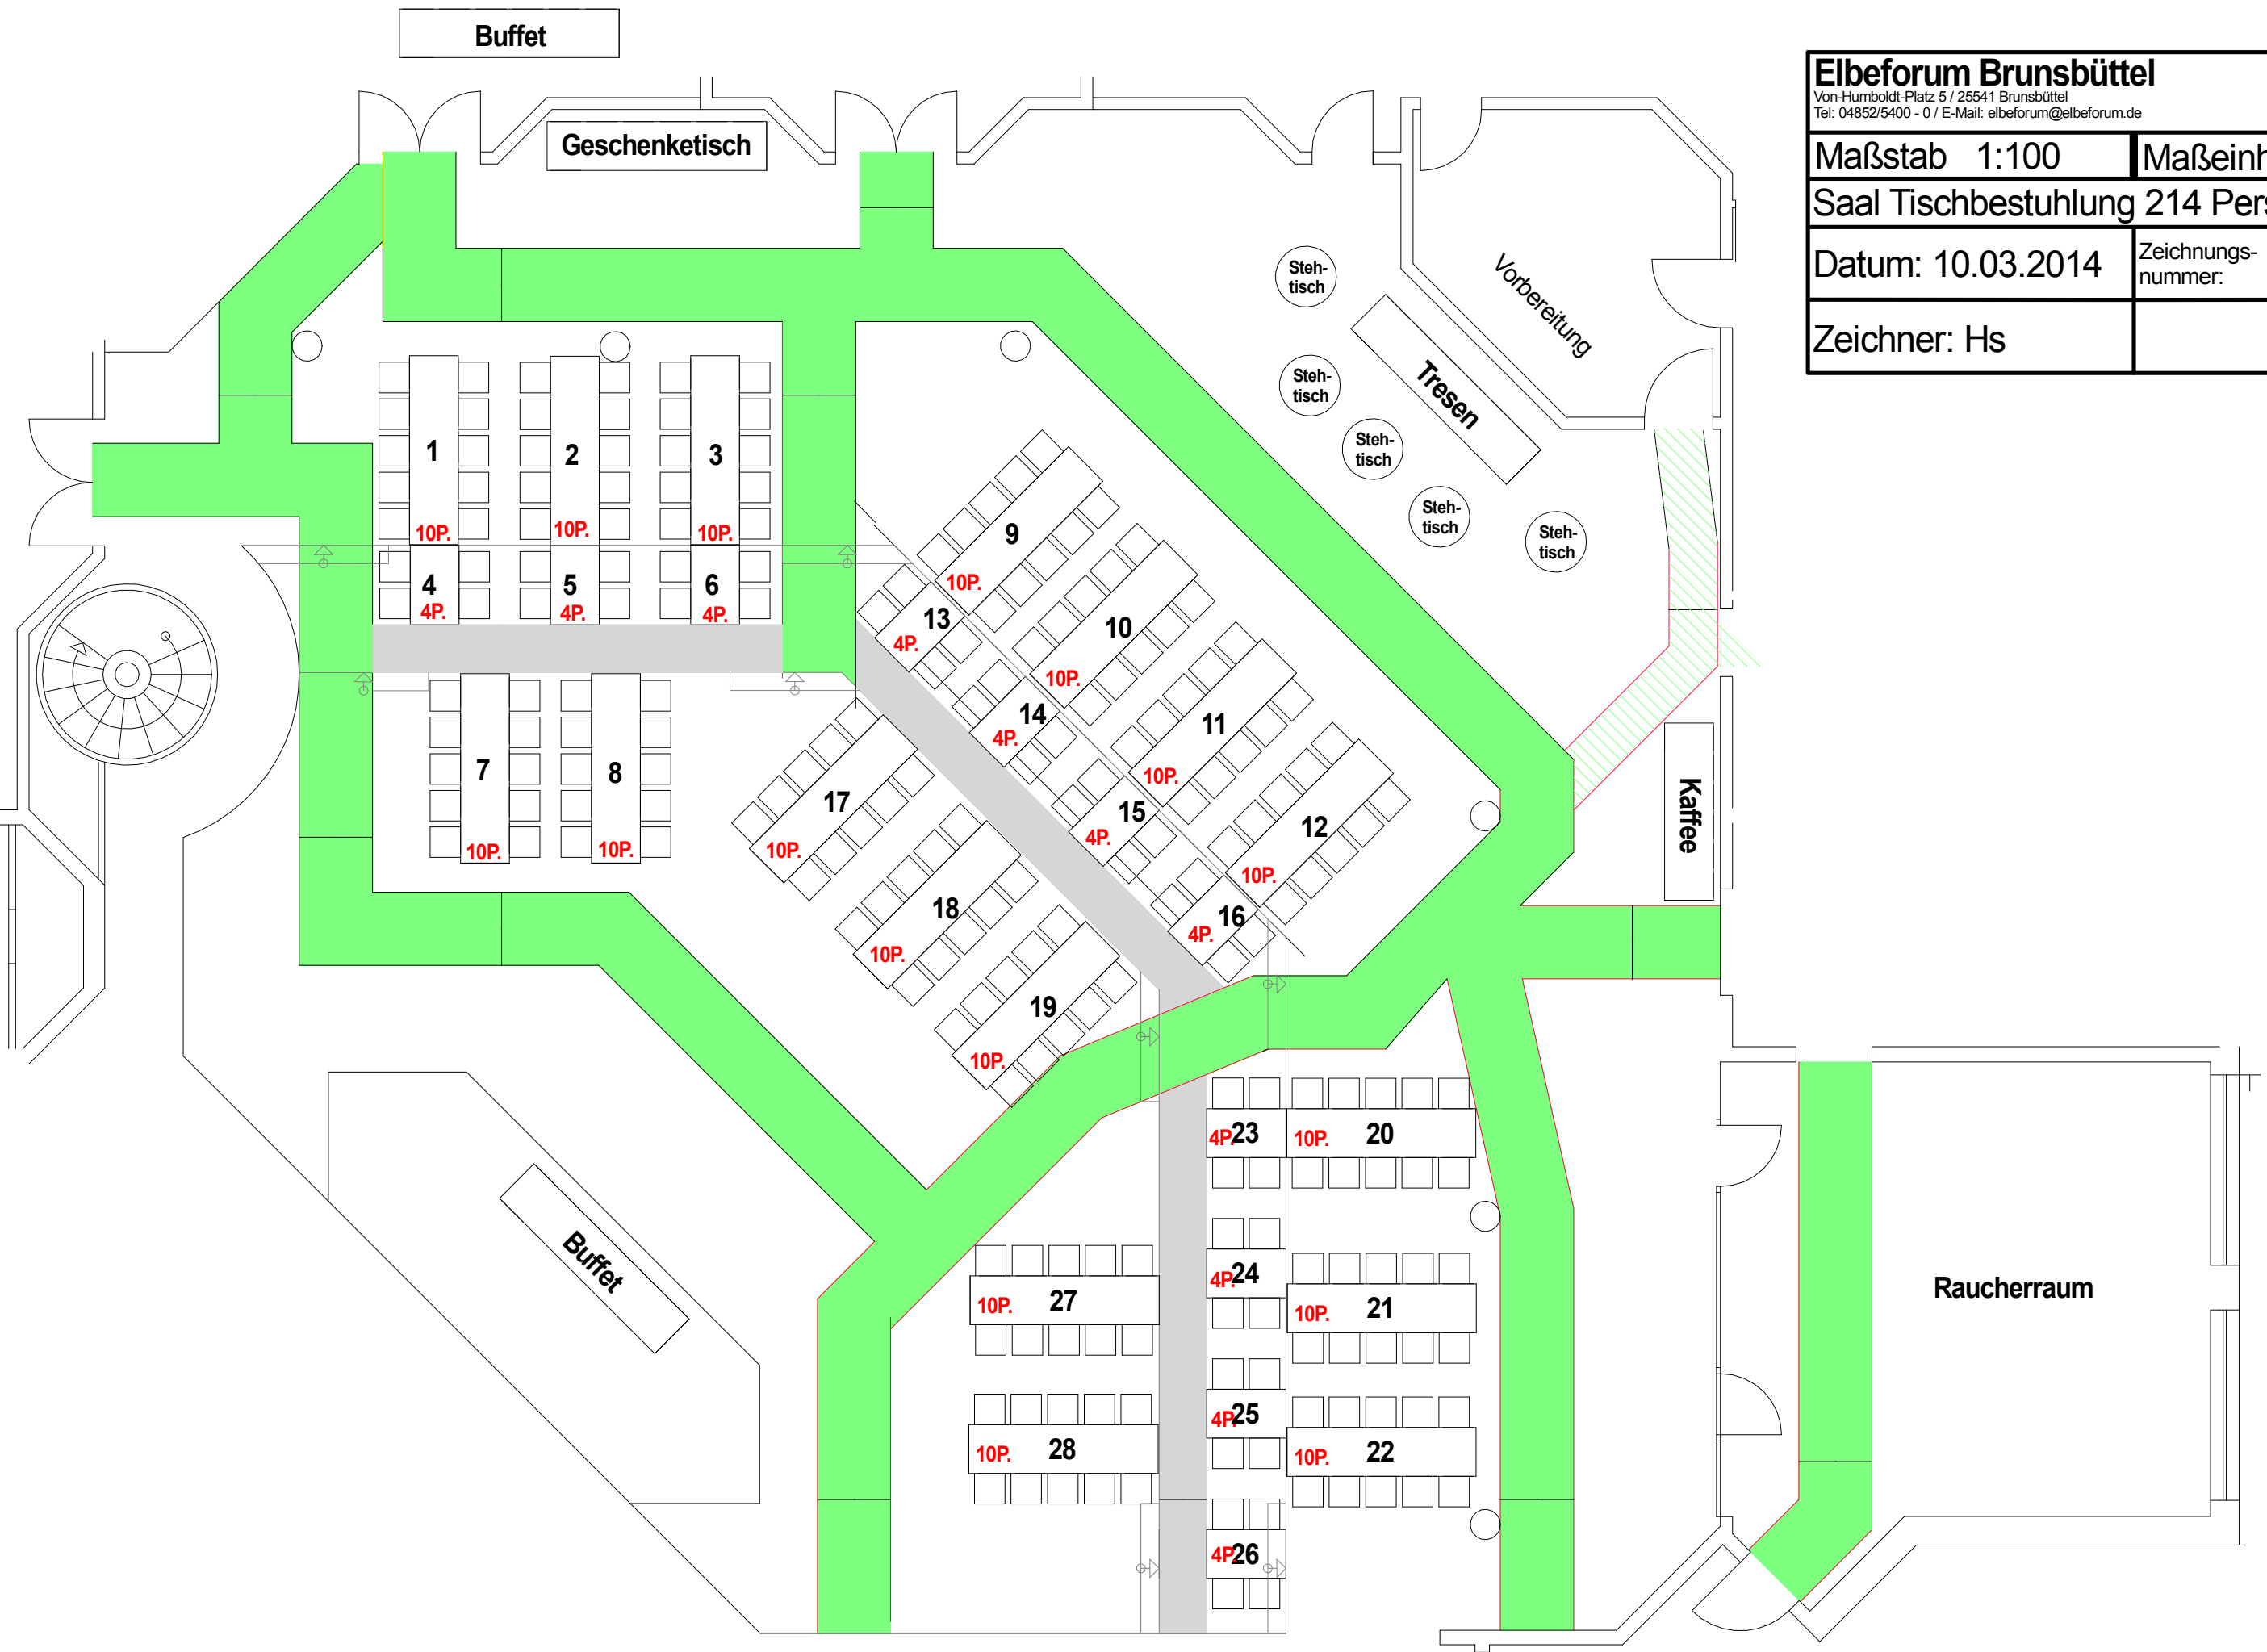 Buffet
Elbeforum Brunsbüttel
Von-Humboldt-Platz 5 / 25541 Brunsbüttel
Tel: 04852/5400 - 0 / E-Mail: elbeforum@elbeforum.de
Maßstab 1:100
Maßeinh
Saal Tischbestuhlung 214 Pers
Datum: 10.03.2014
Zeichnungs-
nummer:
Zeichner: Hs
Geschenketisch
Vorbereitung
Steh-
tisch
Steh-
tisch
Steh-
tisch
Steh-
tisch
Steh-
tisch
Tresen
1
10P.
2
10P.
3
10P.
4
4P.
5
4P.
6
4P.
7
10P.
8
10P.
9
10P.
10
10P.
11
10P.
12
10P.
13
4P.
14
4P.
15
4P.
16
4P.
17
10P.
18
10P.
19
10P.
Kaffee
4P.23
10P. 20
4P.24
10P. 21
4P.25
10P. 22
4P.26
10P. 27
10P. 28
Buffet
Raucherraum